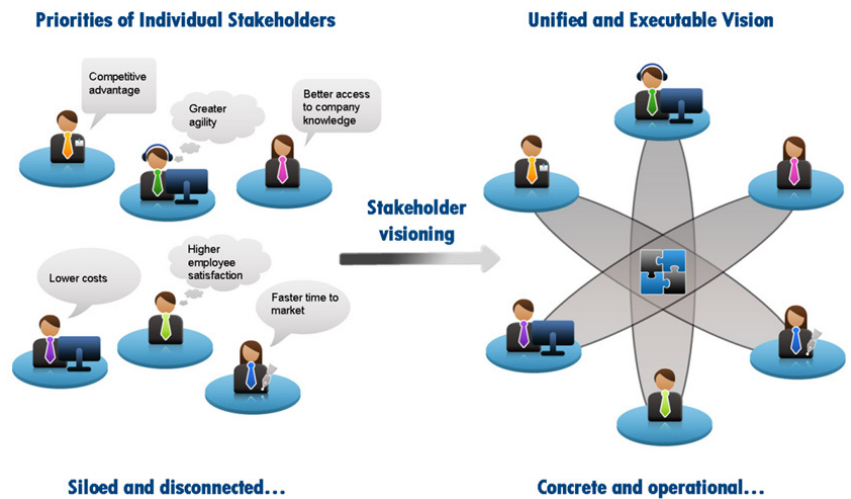 Priorities of Individual Stakeholders
Unified and Executable Vision
Competitive
advantage
Greater
agility
Better access
to company
knowledge
Stakeholder
visioning
Lower costs
Higher
employee
satisfaction
Faster time to
market
Siloed and disconnected...
Concrete and operational...